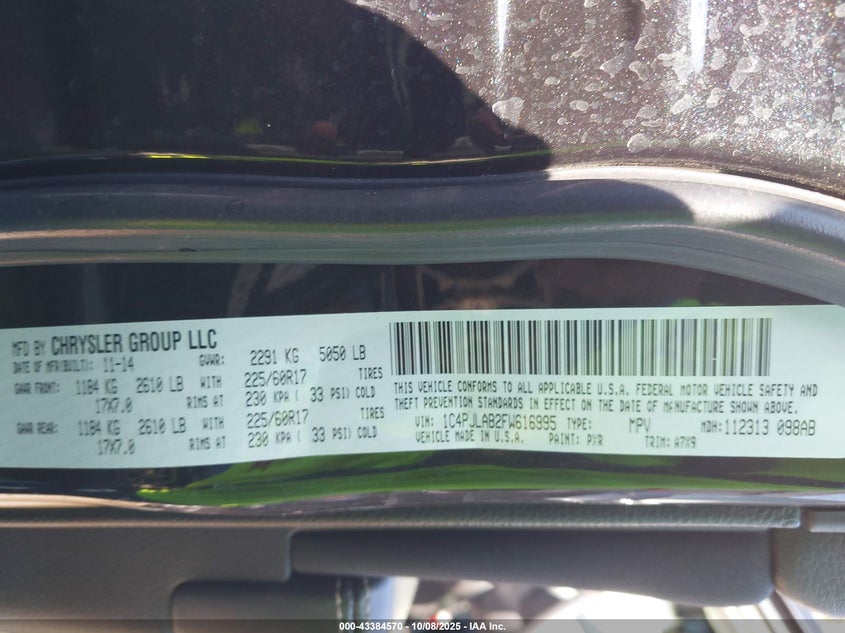 MFD BY CHRYSLER GROUP LLC
DATE OF MFR(BUILT): 11-14 GVWR: 2291 KG 5050 LB
GAWR FRONT: 1184 KG 2610 LB WITH 225/60R17 TIRES
17X7.0 RIMS AT 230 KPA ( 33 PSI) COLD
GAWR REAR: 1184 KG 2610 LB WITH 225/60R17 TIRES
17X7.0 RIMS AT 230 KPA ( 33 PSI) COLD
THIS VEHICLE CONFORMS TO ALL APPLICABLE U.S.A. FEDERAL MOTOR VEHICLE SAFETY AND
THEFT PREVENTION STANDARDS IN EFFECT ON THE DATE OF MANUFACTURE SHOWN ABOVE.
VIN: 1C4PJLAB2FW616995 TYPE: MPV MDH: 112313 098AB
VEHICLE MADE IN U.S.A. PAINT: PXR TRIM: A7X9
000-43384570 - 10/08/2025 - IAA Inc.